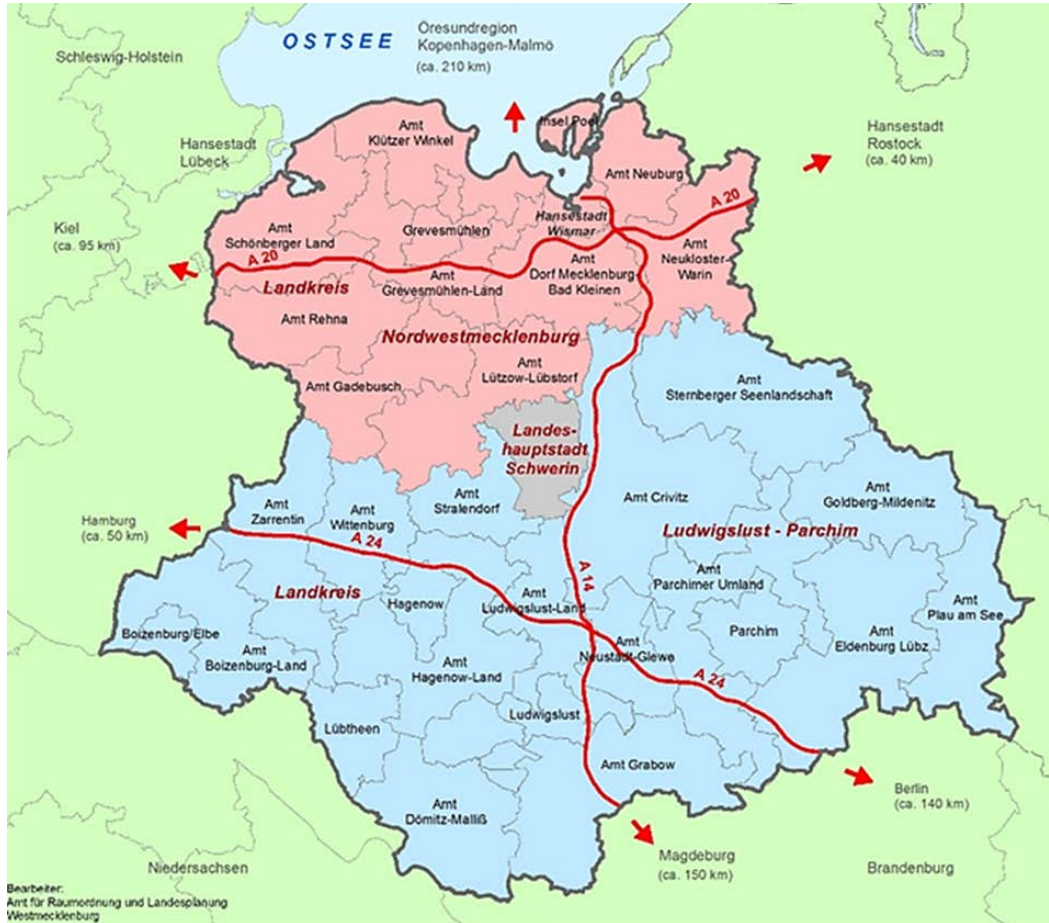 OSTSEE
Öresundregion
Kopenhagen-Malmö
(ca. 210 km)
Schleswig-Holstein
Hansestadt
Lübeck
Hansestadt
Rostock
(ca. 40 km)
Kiel
(ca. 95 km)
Amt
Klützer Winkel
Insel Poel
Amt Neuburg
A 20
Hansestadt
Wismar
Grevesmühlen
Amt
Schönberger Land
A 20
Amt
Neukloster-
Warin
Amt
Dorf Mecklenburg-
Bad Kleinen
Amt
Grevesmühlen-Land
Landkreis
Nordwestmecklenburg
Amt Rehna
Amt
Lützow-Lübstorf
Amt Gadebusch
Amt
Sternberger Seenlandschaft
Landes-
hauptstadt
Schwerin
Hamburg
(ca. 50 km)
Amt
Zarrentin
Amt
Wittenburg
Amt
Stralendorf
Amt Crivitz
Amt
Goldberg-Mildenitz
Ludwigslust - Parchim
A 24
A 14
Landkreis
Hagenow
Amt
Ludwigslust-Land
Amt
Parchimer Umland
Amt
Plau am See
Boizenburg/Elbe
Amt
Boizenburg-Land
Amt
Neustadt-Glewe
Parchim
Amt
Eldenburg Lübz
Amt
Hagenow-Land
A 24
Lübtheen
Ludwigslust
Amt Grabow
Amt
Dömitz-Malliß
Berlin
(ca. 140 km)
Magdeburg
(ca. 150 km)
Niedersachsen
Brandenburg
Bearbeiter:
Amt für Raumordnung und Landesplanung
Westmecklenburg